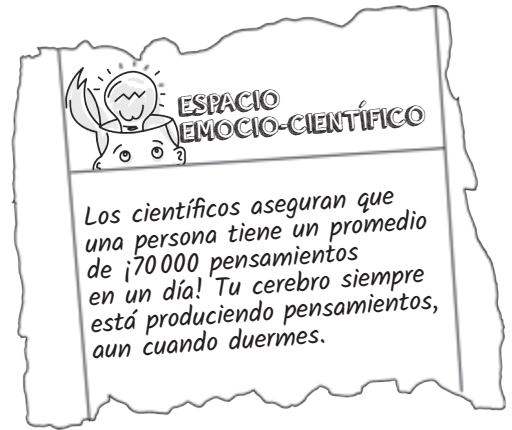 ESPACIO
EMOCIO-CIENTÍFICO
Los científicos aseguran que
una persona tiene un promedio
de ¡70 000 pensamientos
en un día! Tu cerebro siempre
está produciendo pensamientos,
aun cuando duermes.